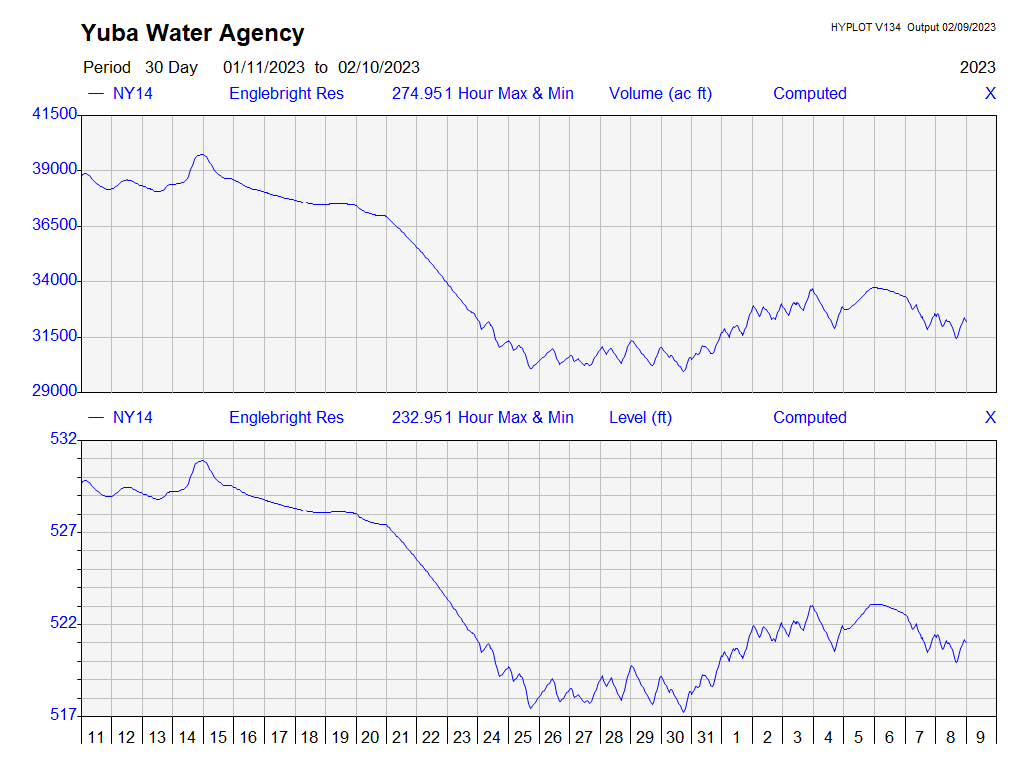 Yuba Water Agency
HYPLOT V134 Output 02/09/2023
Period 30 Day 01/11/2023 to 02/10/2023 2023
NY14 Englebright Res 274.951 Hour Max & Min Volume (ac ft) Computed X
41500
39000
36500
34000
31500
29000
NY14 Englebright Res 232.951 Hour Max & Min Level (ft) Computed X
532
527
522
517
11 12 13 14 15 16 17 18 19 20 21 22 23 24 25 26 27 28 29 30 31 1 2 3 4 5 6 7 8 9